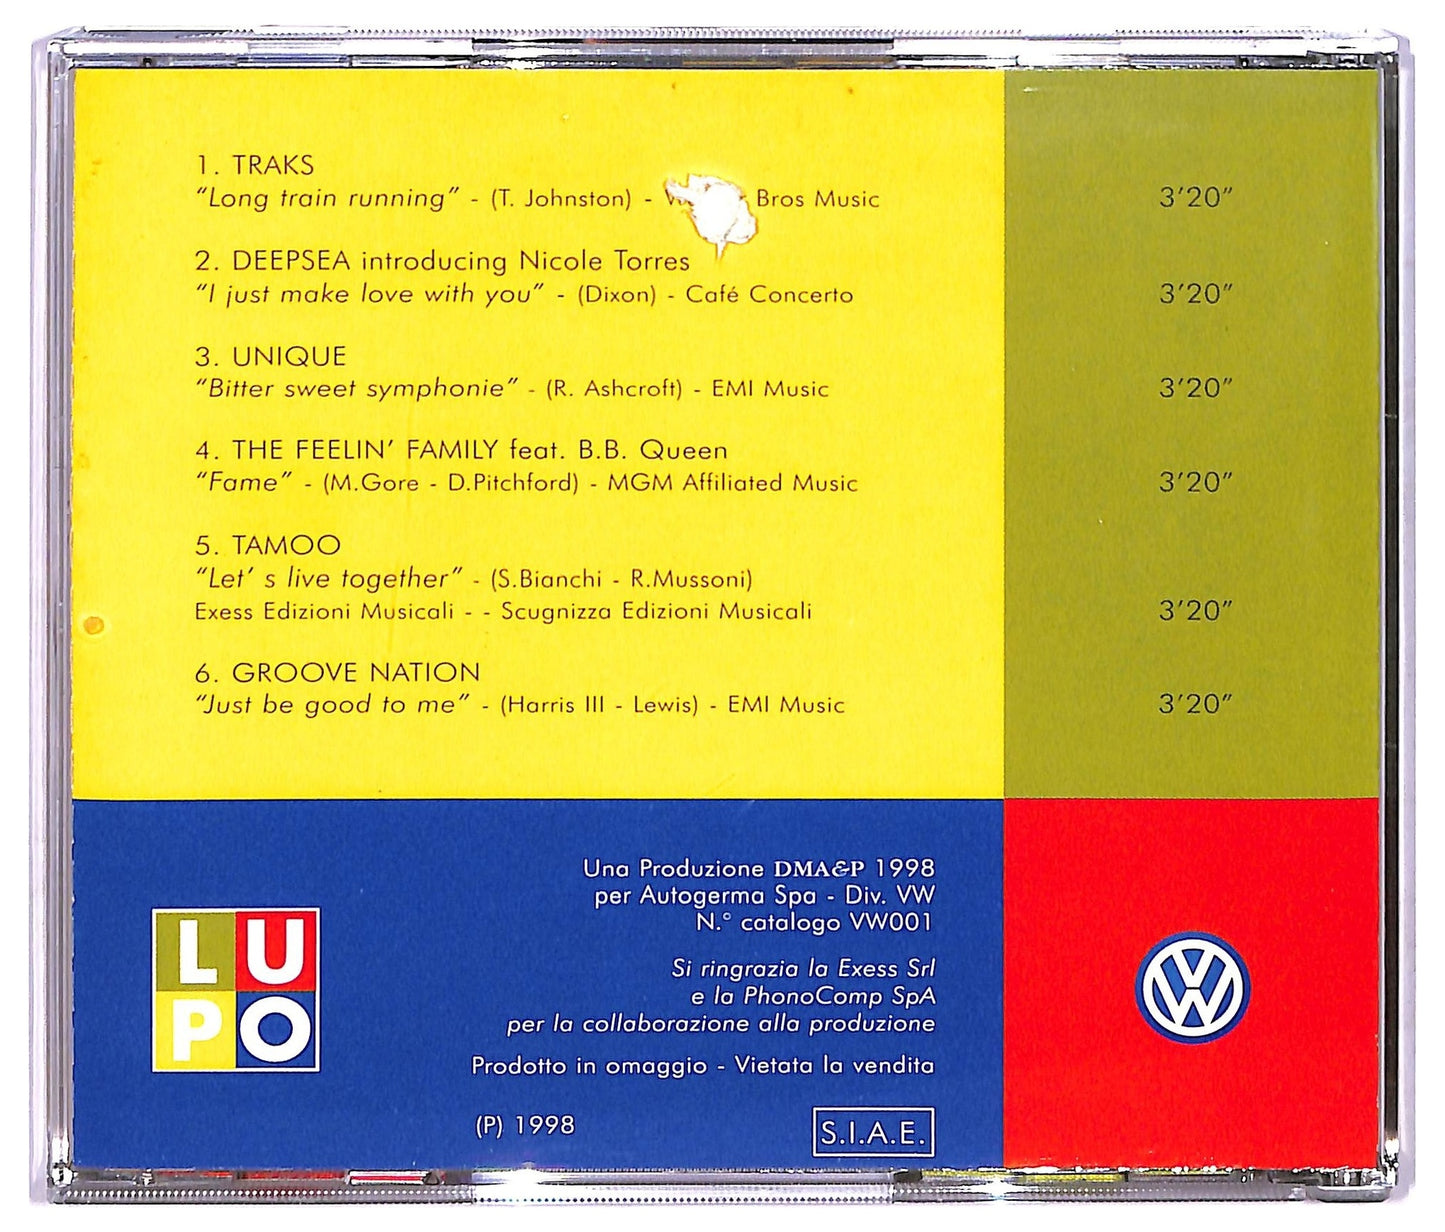 1. TRAKS
"Long train running" - (T. Johnston) - Bros Music 3'20"
2. DEEPSEA introducing Nicole Torres
"I just make love with you" - (Dixon) - Café Concerto 3'20"
3. UNIQUE
"Bitter sweet symphonie" - (R. Ashcroft) - EMI Music 3'20"
4. THE FEELIN' FAMILY feat. B.B. Queen
"Fame" - (M.Gore - D.Pitchford) - MGM Affiliated Music 3'20"
5. TAMOO
"Let' s live together" - (S.Bianchi - R.Mussoni)
Exess Edizioni Musicali - - Scugnizza Edizioni Musicali 3'20"
6. GROOVE NATION
"Just be good to me" - (Harris III - Lewis) - EMI Music 3'20"
Una Produzione DMA&P 1998
per Autogerma Spa - Div. VW
N.° catalogo VW001
Si ringrazia la Exess Srl
e la PhonoComp SpA
per la collaborazione alla produzione
Prodotto in omaggio - Vietata la vendita
(P) 1998
S.I.A.E.
LU
PO
VW